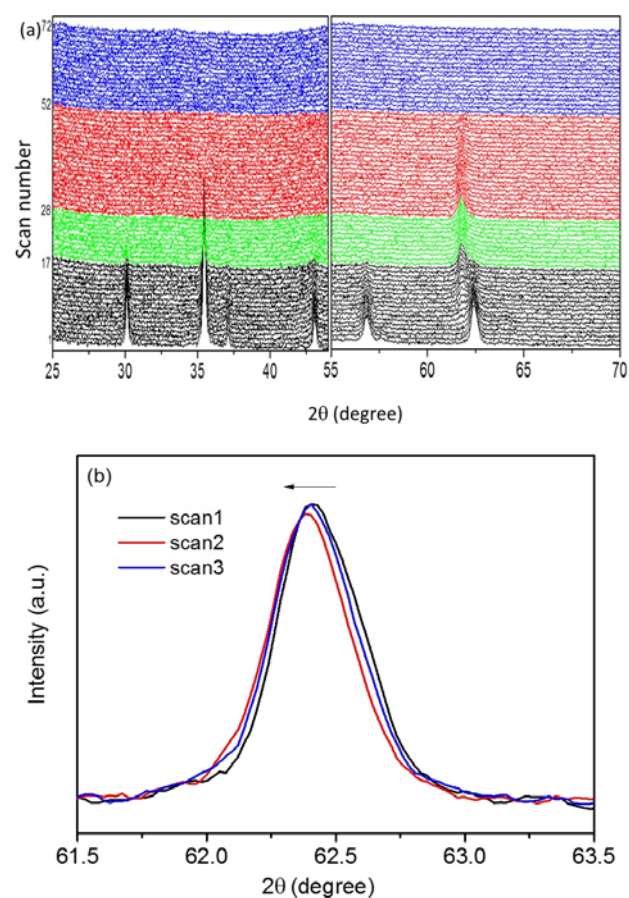 (a)
72
52
28
17
1
Scan number
25 30 35 40 45 55 60 65 70
2θ (degree)
(b)
scan1
scan2
scan3
Intensity (a.u.)
61.5 62.0 62.5 63.0 63.5
2θ (degree)